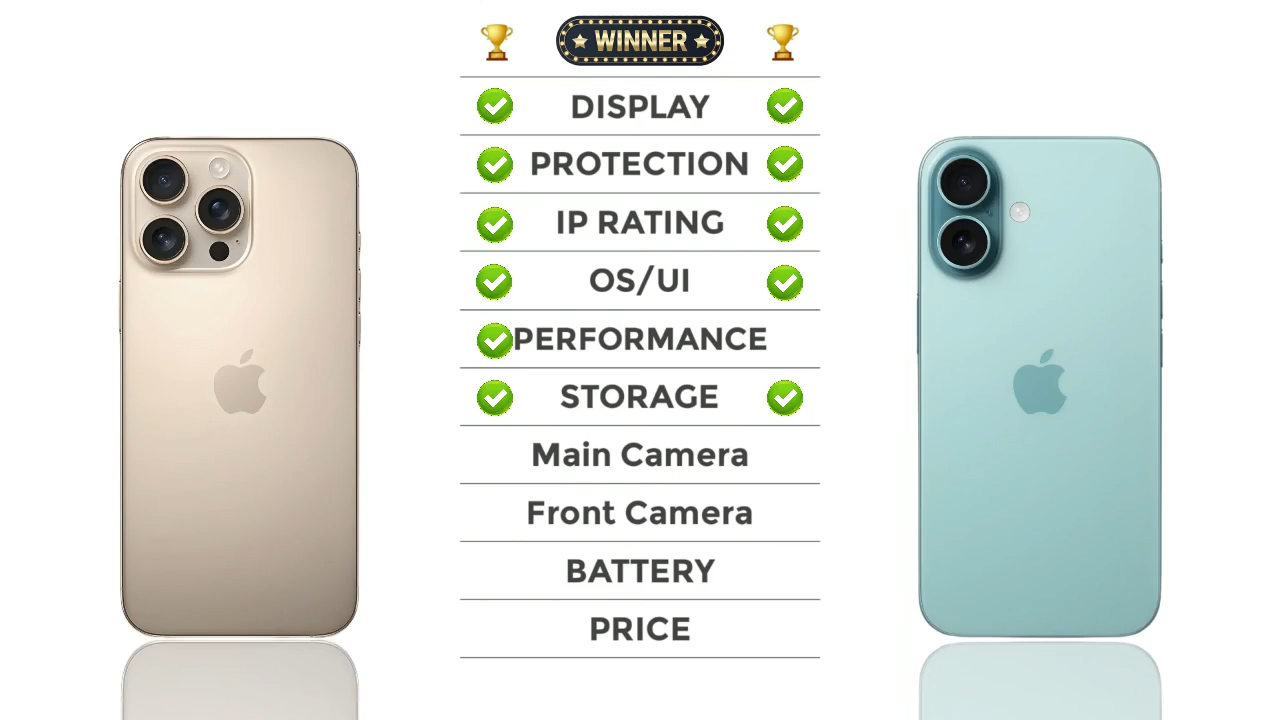 WINNER
DISPLAY
PROTECTION
IP RATING
OS/UI
PERFORMANCE
STORAGE
Main Camera
Front Camera
BATTERY
PRICE